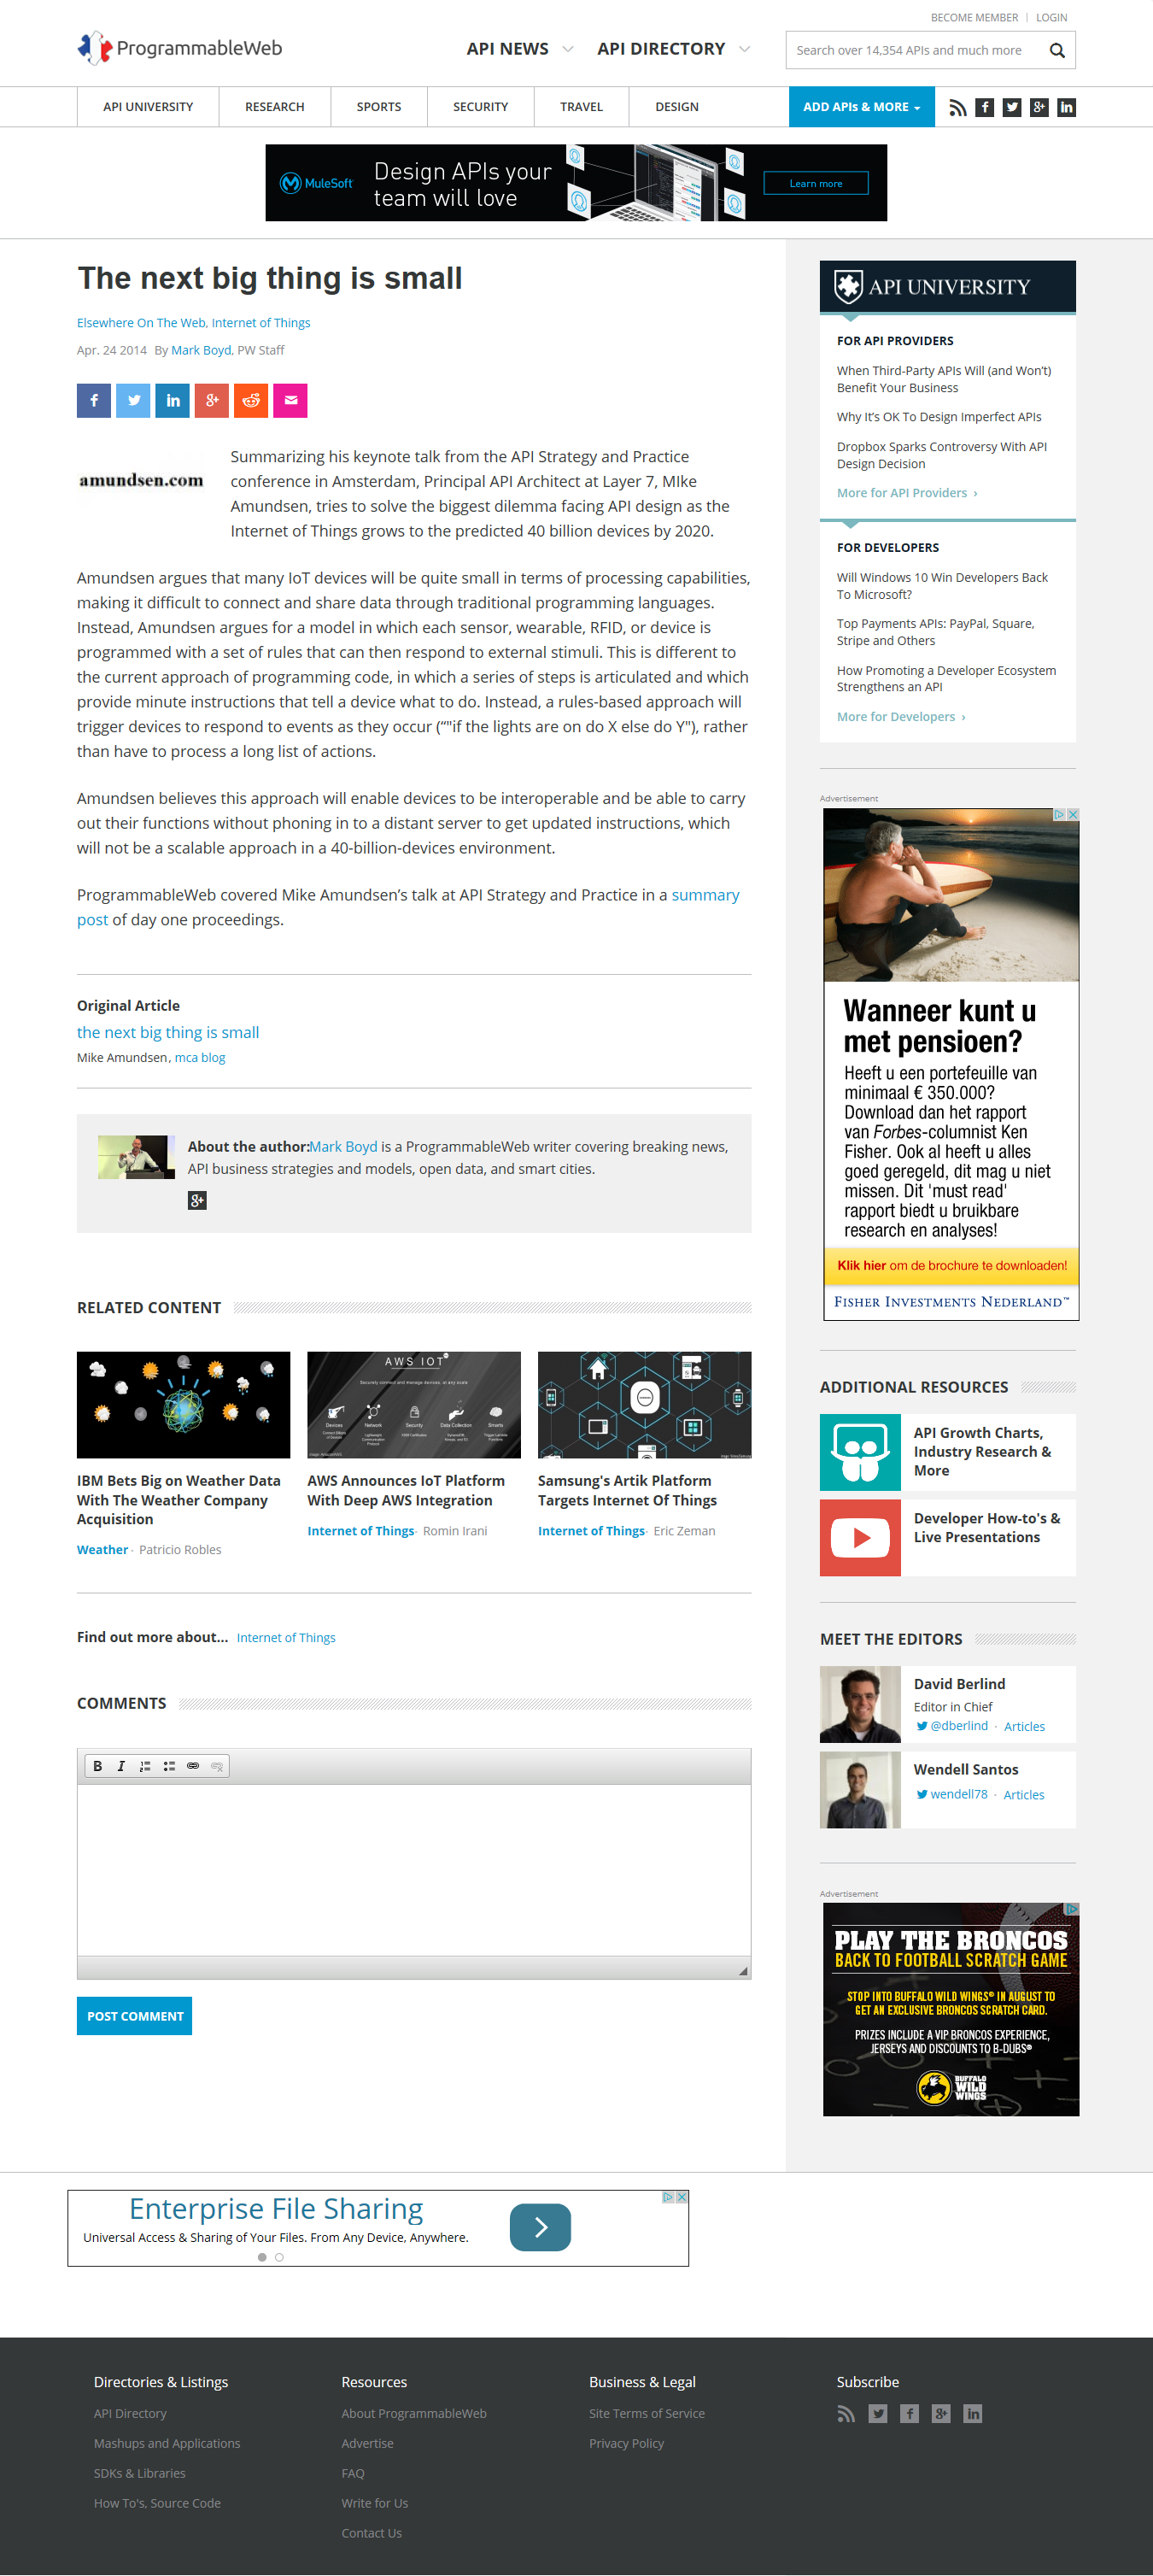 BECOME MEMBER | LOGIN
ProgrammableWeb
API NEWS
API DIRECTORY
Search over 14,354 APIs and much more
API UNIVERSITY
RESEARCH
SPORTS
SECURITY
TRAVEL
DESIGN
ADD APIs & MORE
MuleSoft
Design APIs your
team will love
Learn more
The next big thing is small
Elsewhere On The Web, Internet of Things
Apr. 24 2014 By Mark Boyd, PW Staff
amundsen.com
Summarizing his keynote talk from the API Strategy and Practice
conference in Amsterdam, Principal API Architect at Layer 7, MIke
Amundsen, tries to solve the biggest dilemma facing API design as the
Internet of Things grows to the predicted 40 billion devices by 2020.
Amundsen argues that many IoT devices will be quite small in terms of processing capabilities,
making it difficult to connect and share data through traditional programming languages.
Instead, Amundsen argues for a model in which each sensor, wearable, RFID, or device is
programmed with a set of rules that can then respond to external stimuli. This is different to
the current approach of programming code, in which a series of steps is articulated and which
provide minute instructions that tell a device what to do. Instead, a rules-based approach will
trigger devices to respond to events as they occur (“"if the lights are on do X else do Y"), rather
than have to process a long list of actions.
Amundsen believes this approach will enable devices to be interoperable and be able to carry
out their functions without phoning in to a distant server to get updated instructions, which
will not be a scalable approach in a 40-billion-devices environment.
ProgrammableWeb covered Mike Amundsen’s talk at API Strategy and Practice in a summary
post of day one proceedings.
Original Article
the next big thing is small
Mike Amundsen, mca blog
About the author:Mark Boyd is a ProgrammableWeb writer covering breaking news,
API business strategies and models, open data, and smart cities.
RELATED CONTENT
AWS IOT
Securely connect and manage devices, at any scale
Devices
Network
Security
Data Collection
Smarts
IBM Bets Big on Weather Data
With The Weather Company
Acquisition
Weather · Patricio Robles
AWS Announces IoT Platform
With Deep AWS Integration
Internet of Things · Romin Irani
Samsung's Artik Platform
Targets Internet Of Things
Internet of Things · Eric Zeman
Find out more about... Internet of Things
COMMENTS
POST COMMENT
API UNIVERSITY
FOR API PROVIDERS
When Third-Party APIs Will (and Won’t)
Benefit Your Business
Why It’s OK To Design Imperfect APIs
Dropbox Sparks Controversy With API
Design Decision
More for API Providers ›
FOR DEVELOPERS
Will Windows 10 Win Developers Back
To Microsoft?
Top Payments APIs: PayPal, Square,
Stripe and Others
How Promoting a Developer Ecosystem
Strengthens an API
More for Developers ›
Advertisement
Wanneer kunt u
met pensioen?
Heeft u een portefeuille van
minimaal € 350.000?
Download dan het rapport
van Forbes-columnist Ken
Fisher. Ook al heeft u alles
goed geregeld, dit mag u niet
missen. Dit 'must read'
rapport biedt u bruikbare
research en analyses!
Klik hier om de brochure te downloaden!
FISHER INVESTMENTS NEDERLAND™
ADDITIONAL RESOURCES
API Growth Charts,
Industry Research &
More
Developer How-to's &
Live Presentations
MEET THE EDITORS
David Berlind
Editor in Chief
@dberlind · Articles
Wendell Santos
wendell78 · Articles
Advertisement
PLAY THE BRONCOS
BACK TO FOOTBALL SCRATCH GAME
STOP INTO BUFFALO WILD WINGS® IN AUGUST TO
GET AN EXCLUSIVE BRONCOS SCRATCH CARD.
PRIZES INCLUDE A VIP BRONCOS EXPERIENCE,
JERSEYS AND DISCOUNTS TO B-DUBS®
BUFFALO
WILD
WINGS
Enterprise File Sharing
Universal Access & Sharing of Your Files. From Any Device, Anywhere.
Directories & Listings
API Directory
Mashups and Applications
SDKs & Libraries
How To's, Source Code
Resources
About ProgrammableWeb
Advertise
FAQ
Write for Us
Contact Us
Business & Legal
Site Terms of Service
Privacy Policy
Subscribe